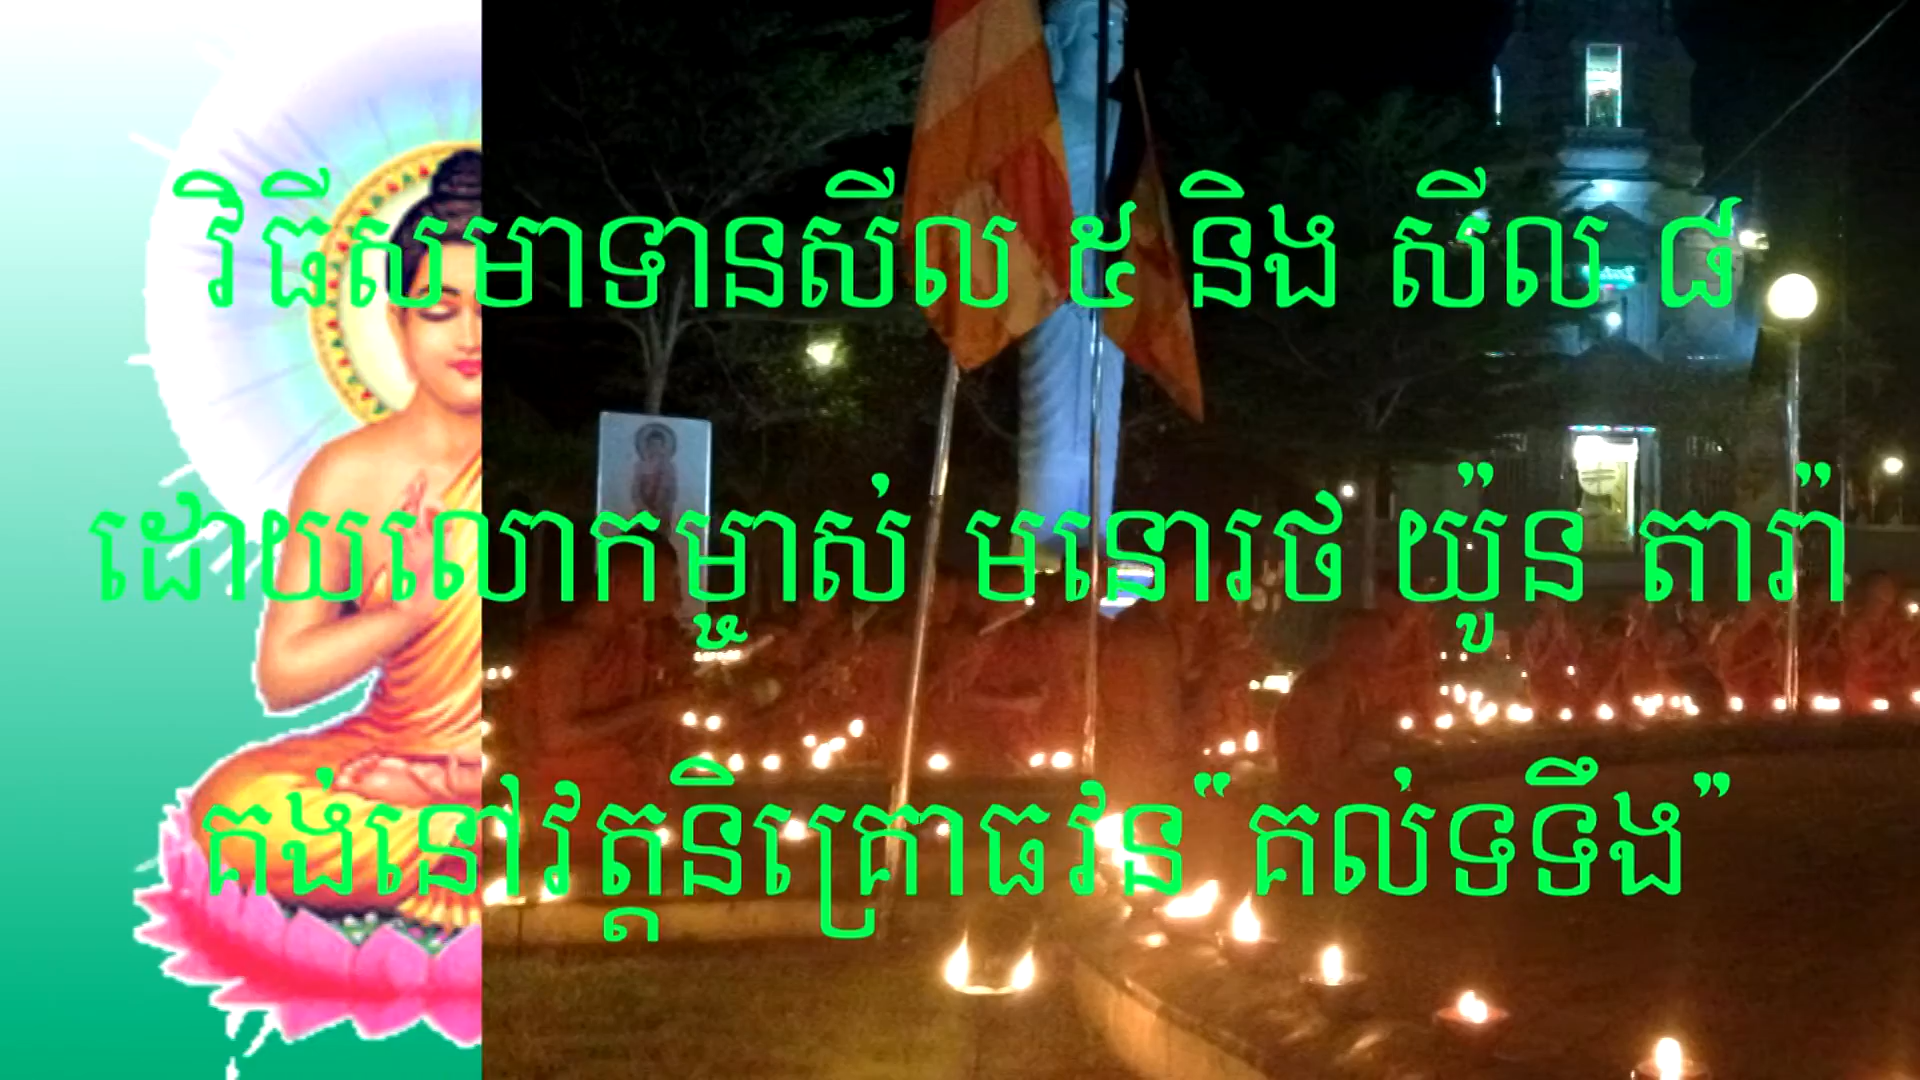 វិធីសមាទានសីល ៥ និង សីល ៨
ដោយលោកម្ចាស់ មនោរថ យ៉ូន តារ៉ា
គង់នៅវត្តនិគ្រោធវន“គល់ទទឹង”